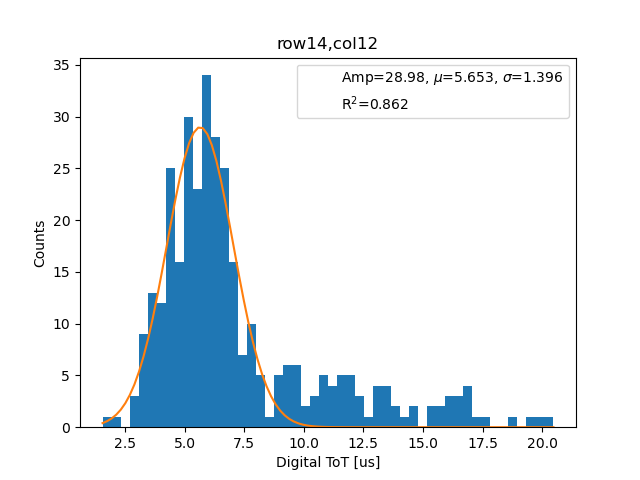 row14,col12
Amp=28.98, μ=5.653, σ=1.396
R²=0.862
35
30
25
20
15
10
5
0
Counts
2.5 5.0 7.5 10.0 12.5 15.0 17.5 20.0
Digital ToT [us]